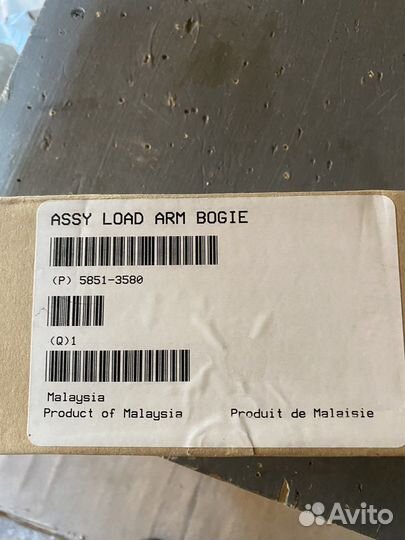 ASSY LOAD ARM BOGIE
(P) 5851-3580
(Q)1
Malaysia
Product of Malaysia Produit de Malaisie
Avito